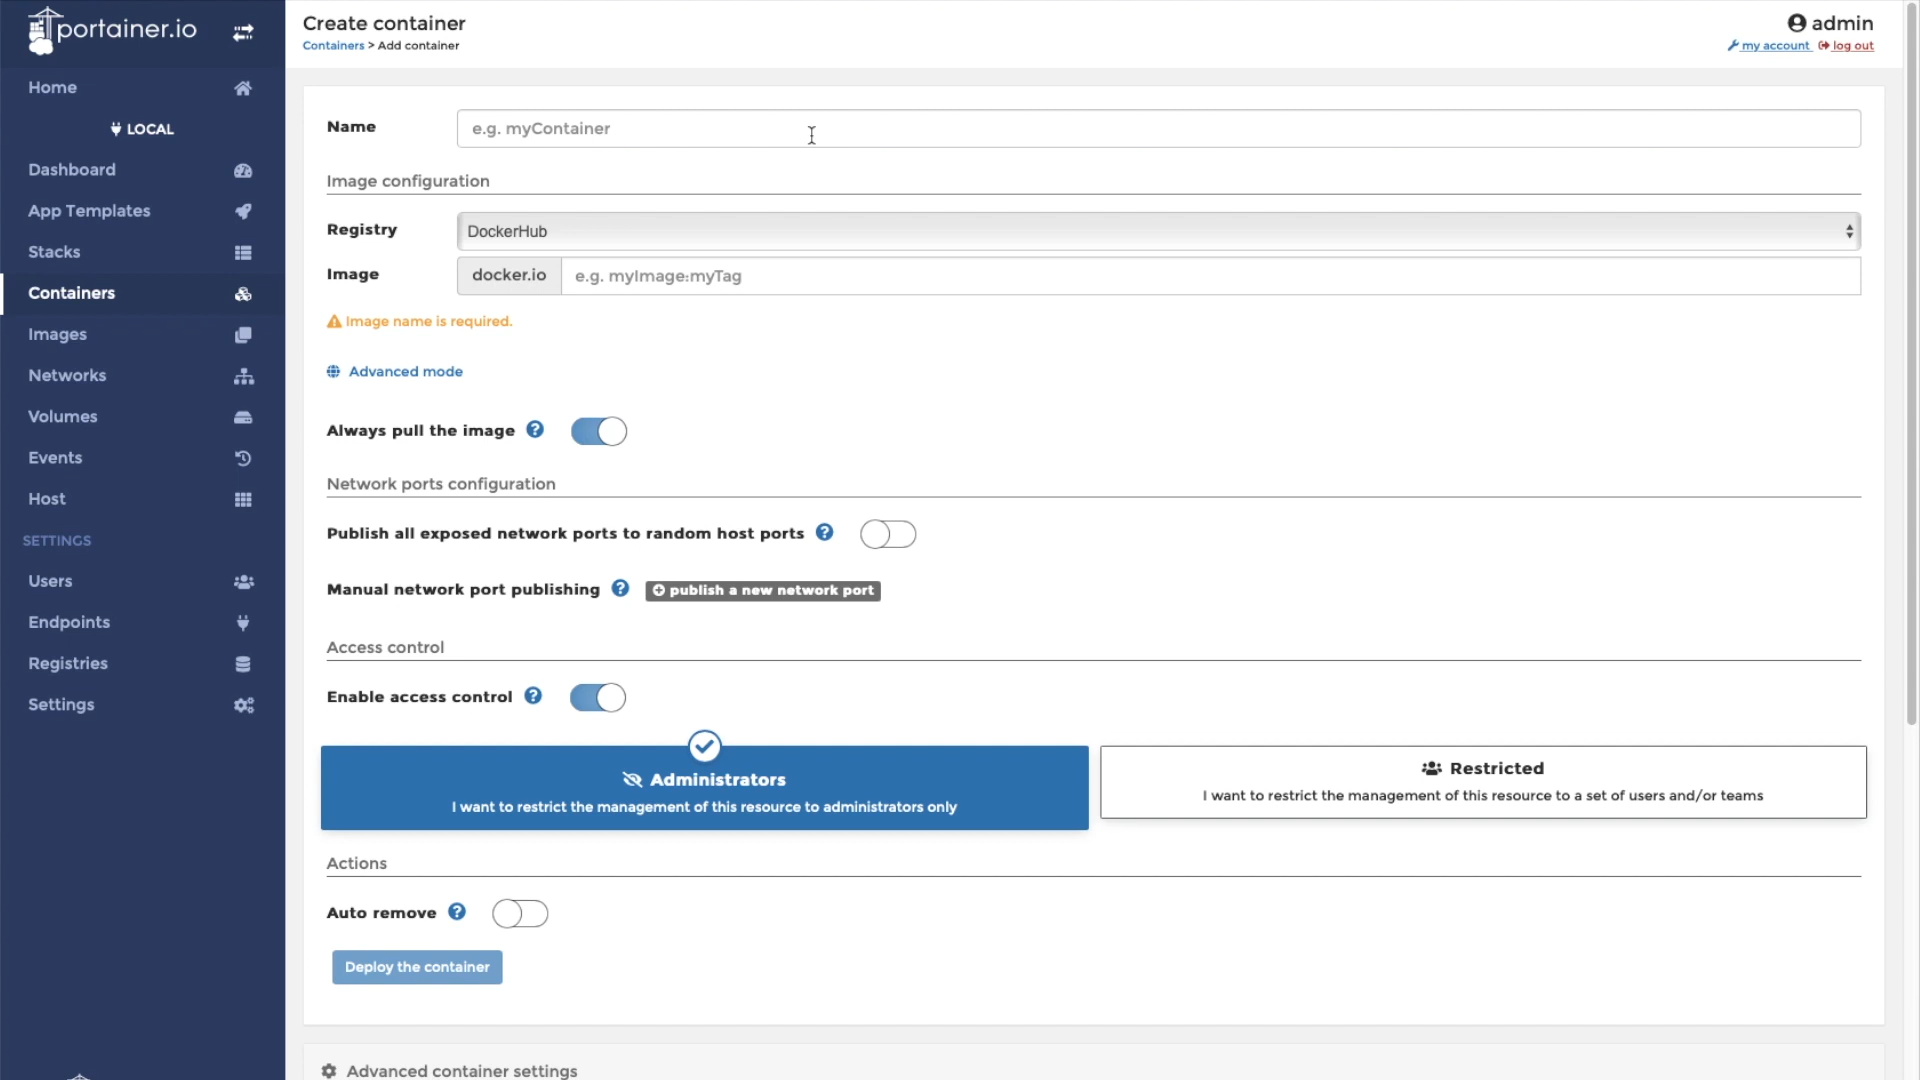 portainer.io
Create container
Containers > Add container
admin
my account log out
Home
LOCAL
Dashboard
App Templates
Stacks
Containers
Images
Networks
Volumes
Events
Host
SETTINGS
Users
Endpoints
Registries
Settings
Name
e.g. myContainer
Image configuration
Registry
DockerHub
Image
docker.io
e.g. myImage:myTag
Image name is required.
Advanced mode
Always pull the image
Network ports configuration
Publish all exposed network ports to random host ports
Manual network port publishing
publish a new network port
Access control
Enable access control
Administrators
I want to restrict the management of this resource to administrators only
Restricted
I want to restrict the management of this resource to a set of users and/or teams
Actions
Auto remove
Deploy the container
Advanced container settings